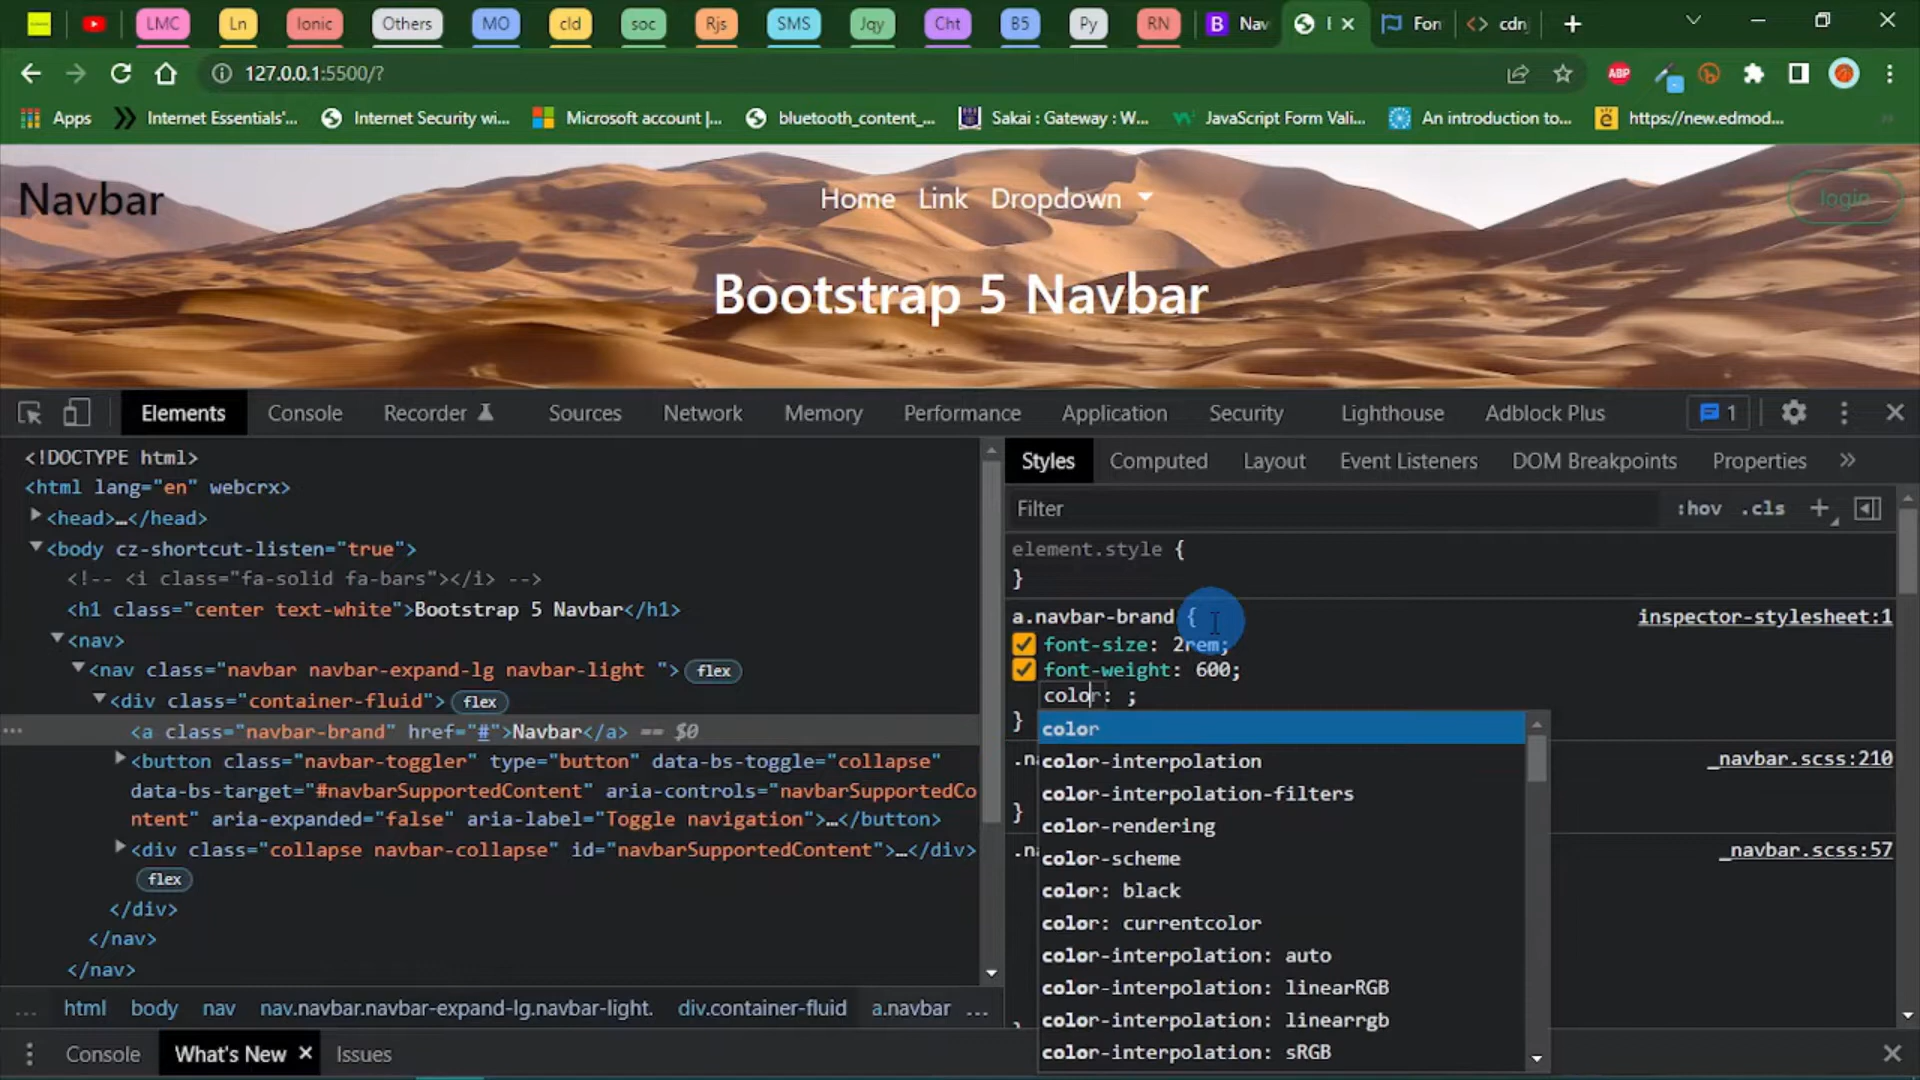 LMC Ln Ionic Others MO cld soc Rjs SMS Jqy Cht B5 Py RN B Nav Fon cdn
127.0.0.1:5500/? ABP
Apps Internet Essentials'... Internet Security wi... Microsoft account |... bluetooth_content_... Sakai : Gateway : W... JavaScript Form Vali... An introduction to... https://new.edmod...
Navbar Home Link Dropdown login
Bootstrap 5 Navbar
Elements Console Recorder Sources Network Memory Performance Application Security Lighthouse Adblock Plus 1
<!DOCTYPE html>
<html lang="en" webcrx>
<head>…</head>
<body cz-shortcut-listen="true">
<!-- <i class="fa-solid fa-bars"></i> -->
<h1 class="center text-white">Bootstrap 5 Navbar</h1>
<nav>
<nav class="navbar navbar-expand-lg navbar-light "> flex
<div class="container-fluid"> flex
<a class="navbar-brand" href="#">Navbar</a> == $0
<button class="navbar-toggler" type="button" data-bs-toggle="collapse"
data-bs-target="#navbarSupportedContent" aria-controls="navbarSupportedCo
ntent" aria-expanded="false" aria-label="Toggle navigation">…</button>
<div class="collapse navbar-collapse" id="navbarSupportedContent">…</div>
flex
</div>
</nav>
</nav>
... html body nav nav.navbar.navbar-expand-lg.navbar-light. div.container-fluid a.navbar ...
Styles Computed Layout Event Listeners DOM Breakpoints Properties »
Filter :hov .cls +
element.style {
}
a.navbar-brand { inspector-stylesheet:1
font-size: 2rem;
font-weight: 600;
color: ;
}
.na _navbar.scss:210
}
.na _navbar.scss:57
color
color-interpolation
color-interpolation-filters
color-rendering
color-scheme
color: black
color: currentcolor
color-interpolation: auto
color-interpolation: linearRGB
color-interpolation: linearrgb
color-interpolation: sRGB
Console What's New × Issues